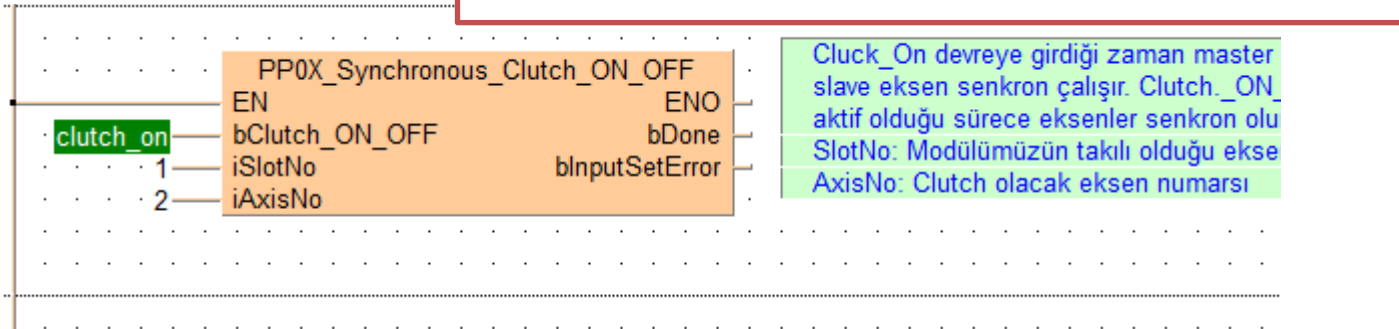 PP0X_Synchronous_Clutch_ON_OFF
EN ENO
clutch_on bClutch_ON_OFF bDone
1 iSlotNo bInputSetError
2 iAxisNo
Cluck_On devreye girdiği zaman master
slave eksen senkron çalışır. Clutch._ON_
aktif olduğu sürece eksenler senkron olu
SlotNo: Modülümüzün takılı olduğu ekse
AxisNo: Clutch olacak eksen numarsı